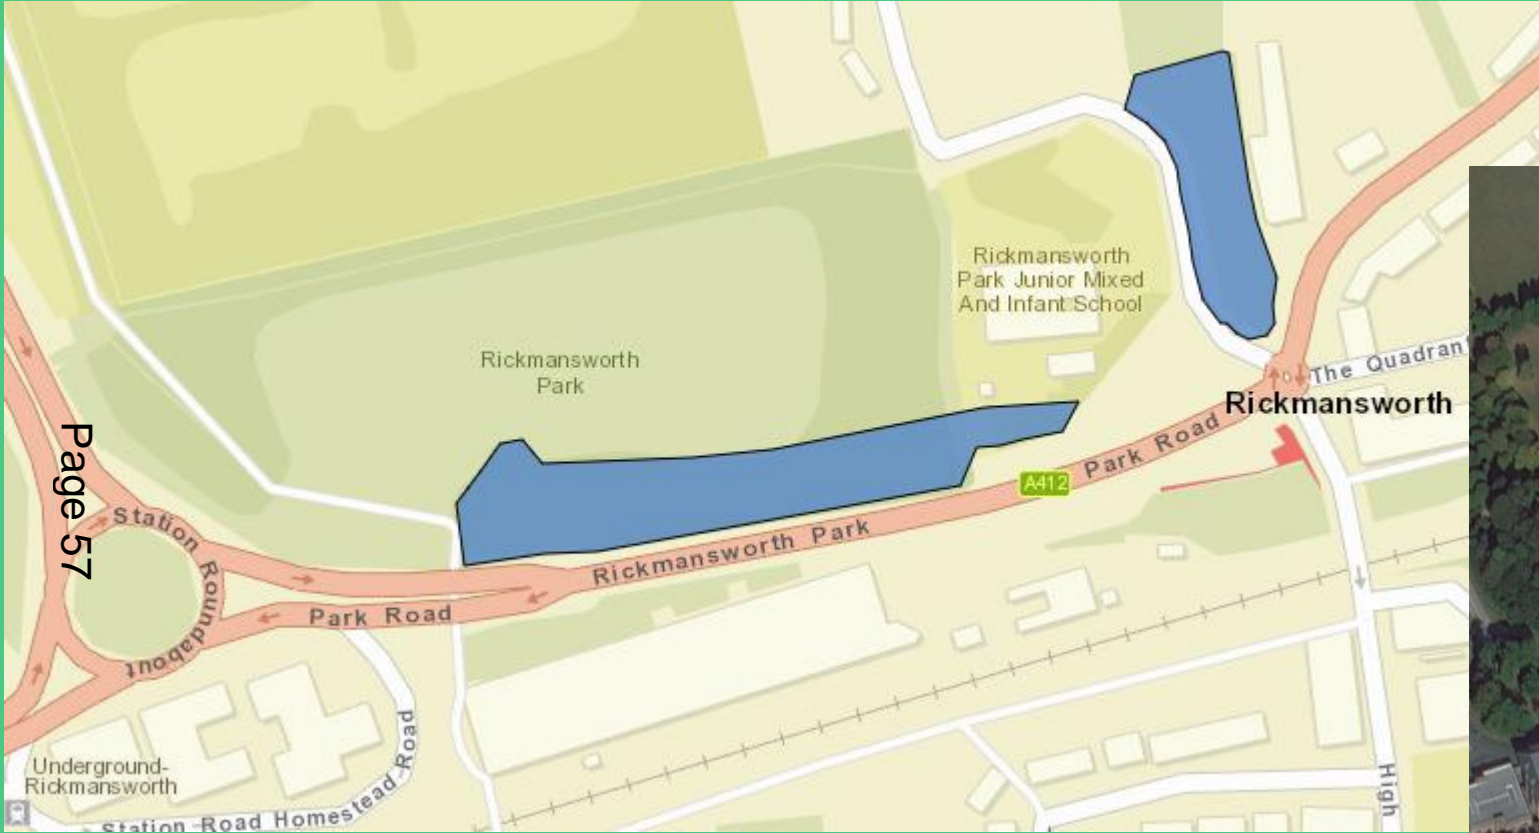 Rickmansworth
Park Junior Mixed
And Infant School
Rickmansworth
Park
The Quadrant
Rickmansworth
Park Road
A412
Page 57
Station Roundabout
Rickmansworth Park
Park Road
Underground-
Rickmansworth
Station Road Homestead Road
High